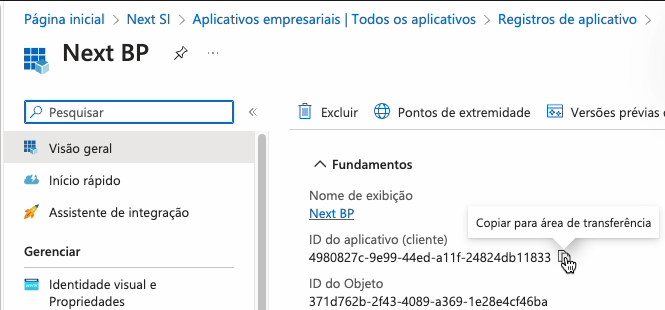 Página inicial > Next SI > Aplicativos empresariais | Todos os aplicativos > Registros de aplicativo >
Next BP
Pesquisar
Excluir
Pontos de extremidade
Versões prévias
Visão geral
Fundamentos
Início rápido
Nome de exibição
Next BP
Copiar para área de transferência
Assistente de integração
ID do aplicativo (cliente)
4980827c-9e99-44ed-a11f-24824db11833
Gerenciar
ID do Objeto
Identidade visual e
Propriedades
371d762b-2f43-4089-a369-1e28e4cf46ba